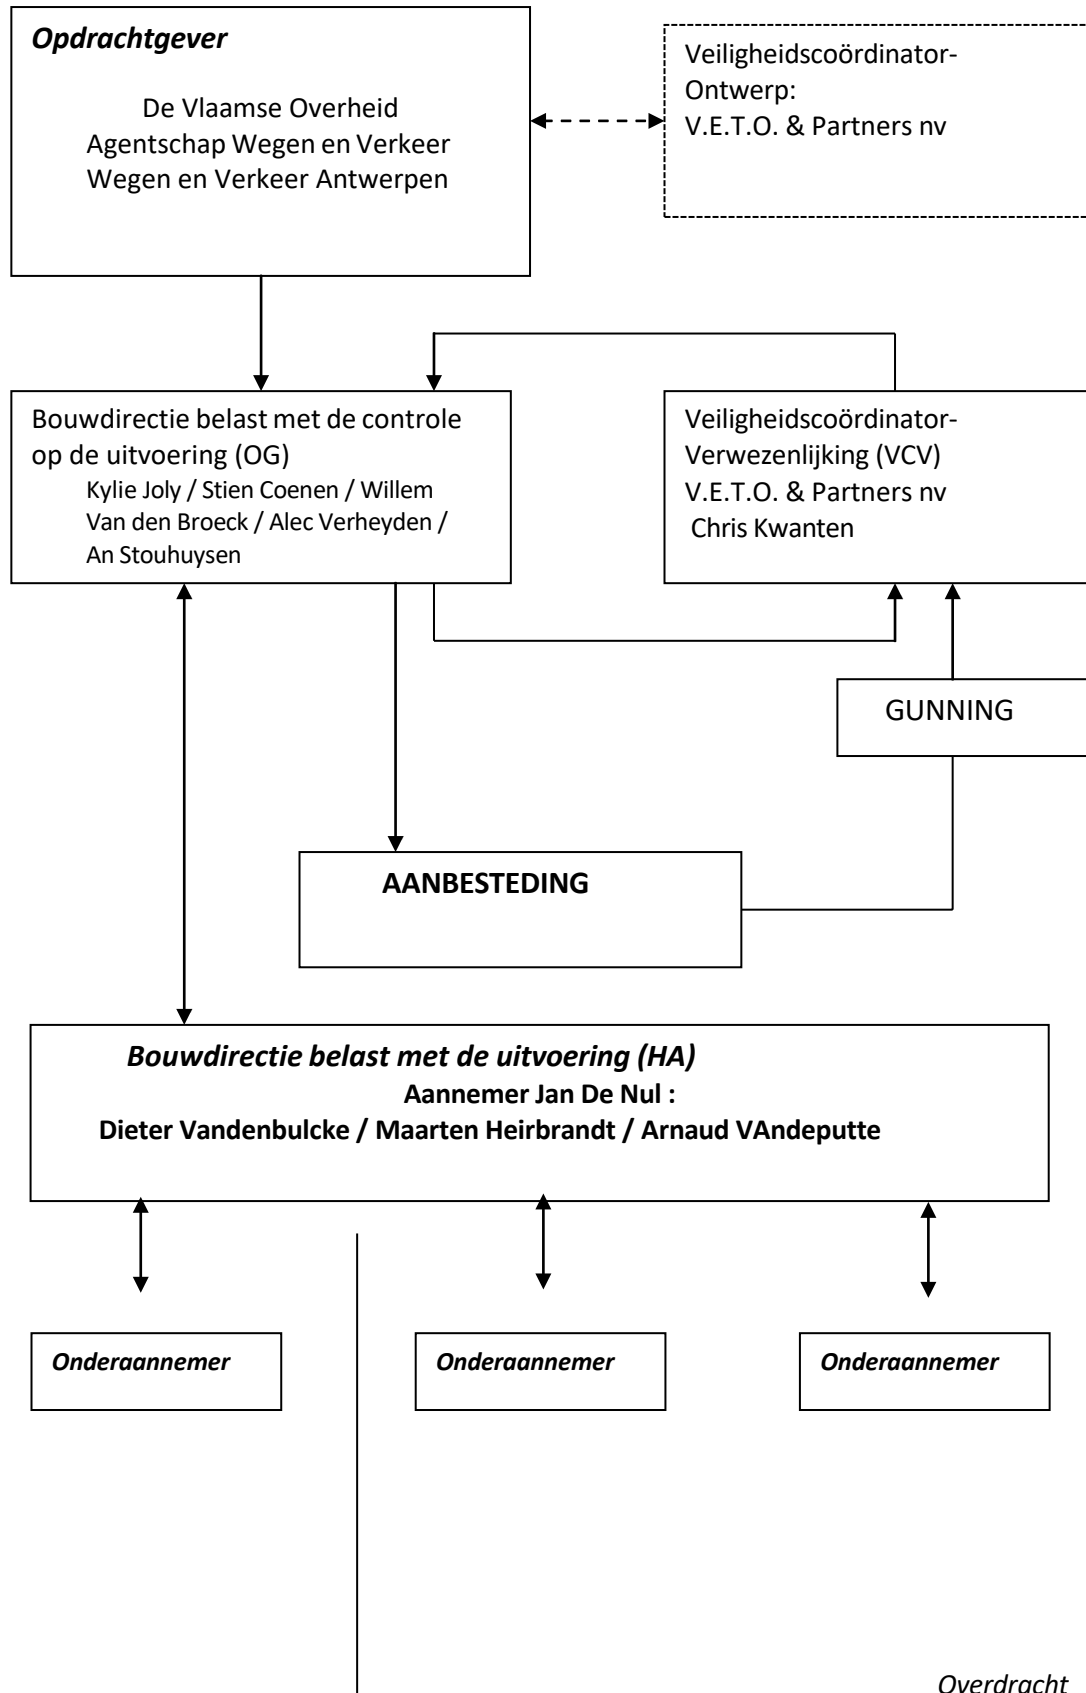 Opdrachtgever
De Vlaamse Overheid
Agentschap Wegen en Verkeer
Wegen en Verkeer Antwerpen
Veiligheidscoördinator-
Ontwerp:
V.E.T.O. & Partners nv
Bouwdirectie belast met de controle
op de uitvoering (OG)
Kylie Joly / Stien Coenen / Willem
Van den Broeck / Alec Verheyden /
An Stouhuysen
Veiligheidscoördinator-
Verwezenlijking (VCV)
V.E.T.O. & Partners nv
Chris Kwanten
GUNNING
AANBESTEDING
Bouwdirectie belast met de uitvoering (HA)
Aannemer Jan De Nul :
Dieter Vandenbulcke / Maarten Heirbrandt / Arnaud VAndeputte
Onderaannemer
Onderaannemer
Onderaannemer
Overdracht